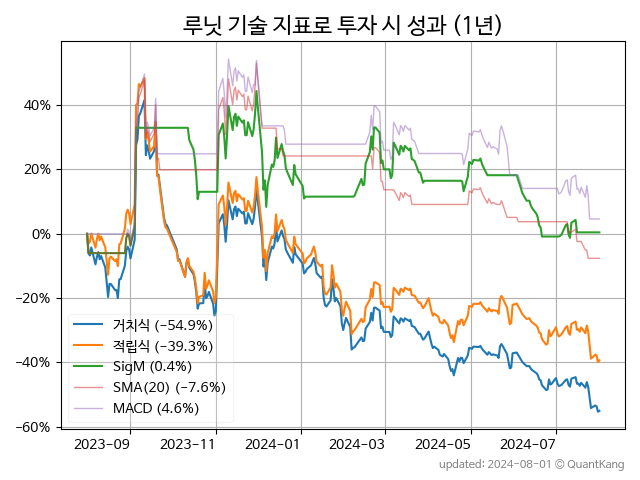 루닛 기술 지표로 투자 시 성과 (1년)
40%
20%
0%
−20%
−40%
−60%
거치식 (−54.9%)
적립식 (−39.3%)
SigM (0.4%)
SMA(20) (−7.6%)
MACD (4.6%)
2023-09 2023-11 2024-01 2024-03 2024-05 2024-07
updated: 2024-08-01 © QuantKang